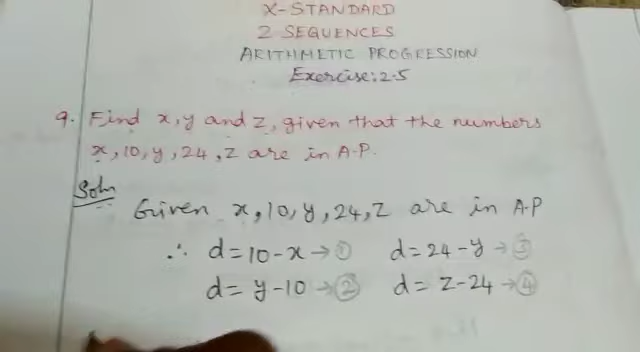 X-STANDARD
2 SEQUENCES
ARITHMETIC PROGRESSION
Exercise: 2.5
9. Find x, y and z, given that the numbers
x, 10, y, 24, z are in A.P.
Soln
Given x, 10, y, 24, z are in A.P
∴ d = 10 - x → ① d = 24 - y → ③
d = y - 10 → ② d = z - 24 → ④